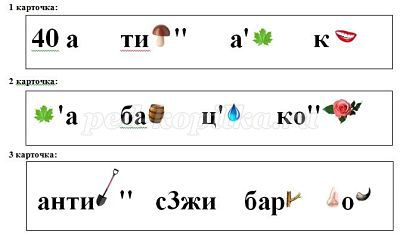 1 карточка:
40 а ти " а' к
2 карточка:
'а ба ц' ко"
3 карточка:
анти " с3жи бар о